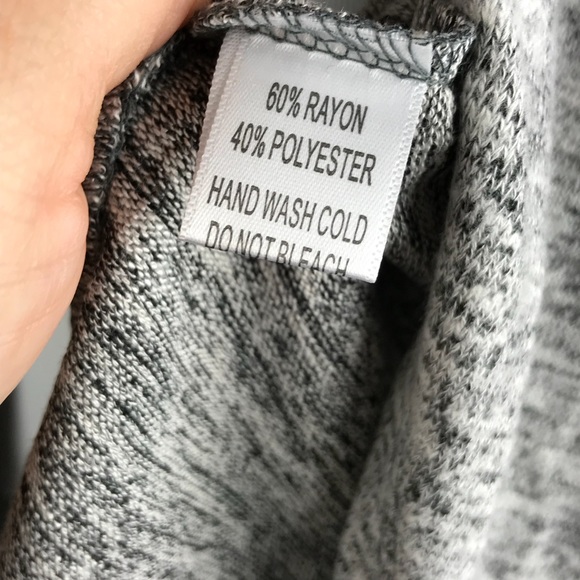 60% RAYON
40% POLYESTER
HAND WASH COLD
DO NOT BLEACH